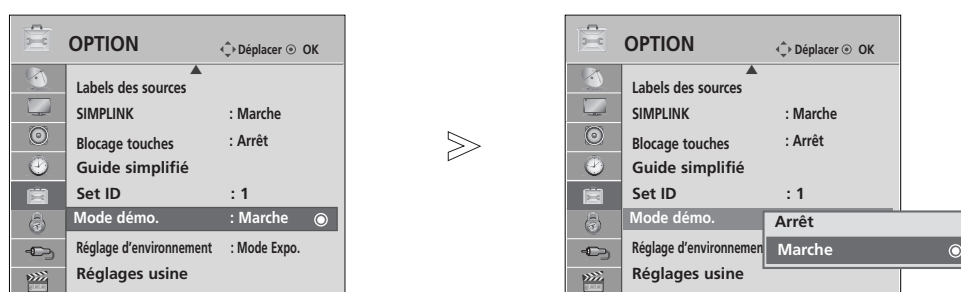 OPTION Déplacer OK
Labels des sources
SIMPLINK : Marche
Blocage touches : Arrêt
Guide simplifié
Set ID : 1
Mode démo. : Marche
Réglage d'environnement : Mode Expo.
Réglages usine
OPTION Déplacer OK
Labels des sources
SIMPLINK : Marche
Blocage touches : Arrêt
Guide simplifié
Set ID : 1
Mode démo.
Arrêt
Réglage d'environnemen
Marche
Réglages usine